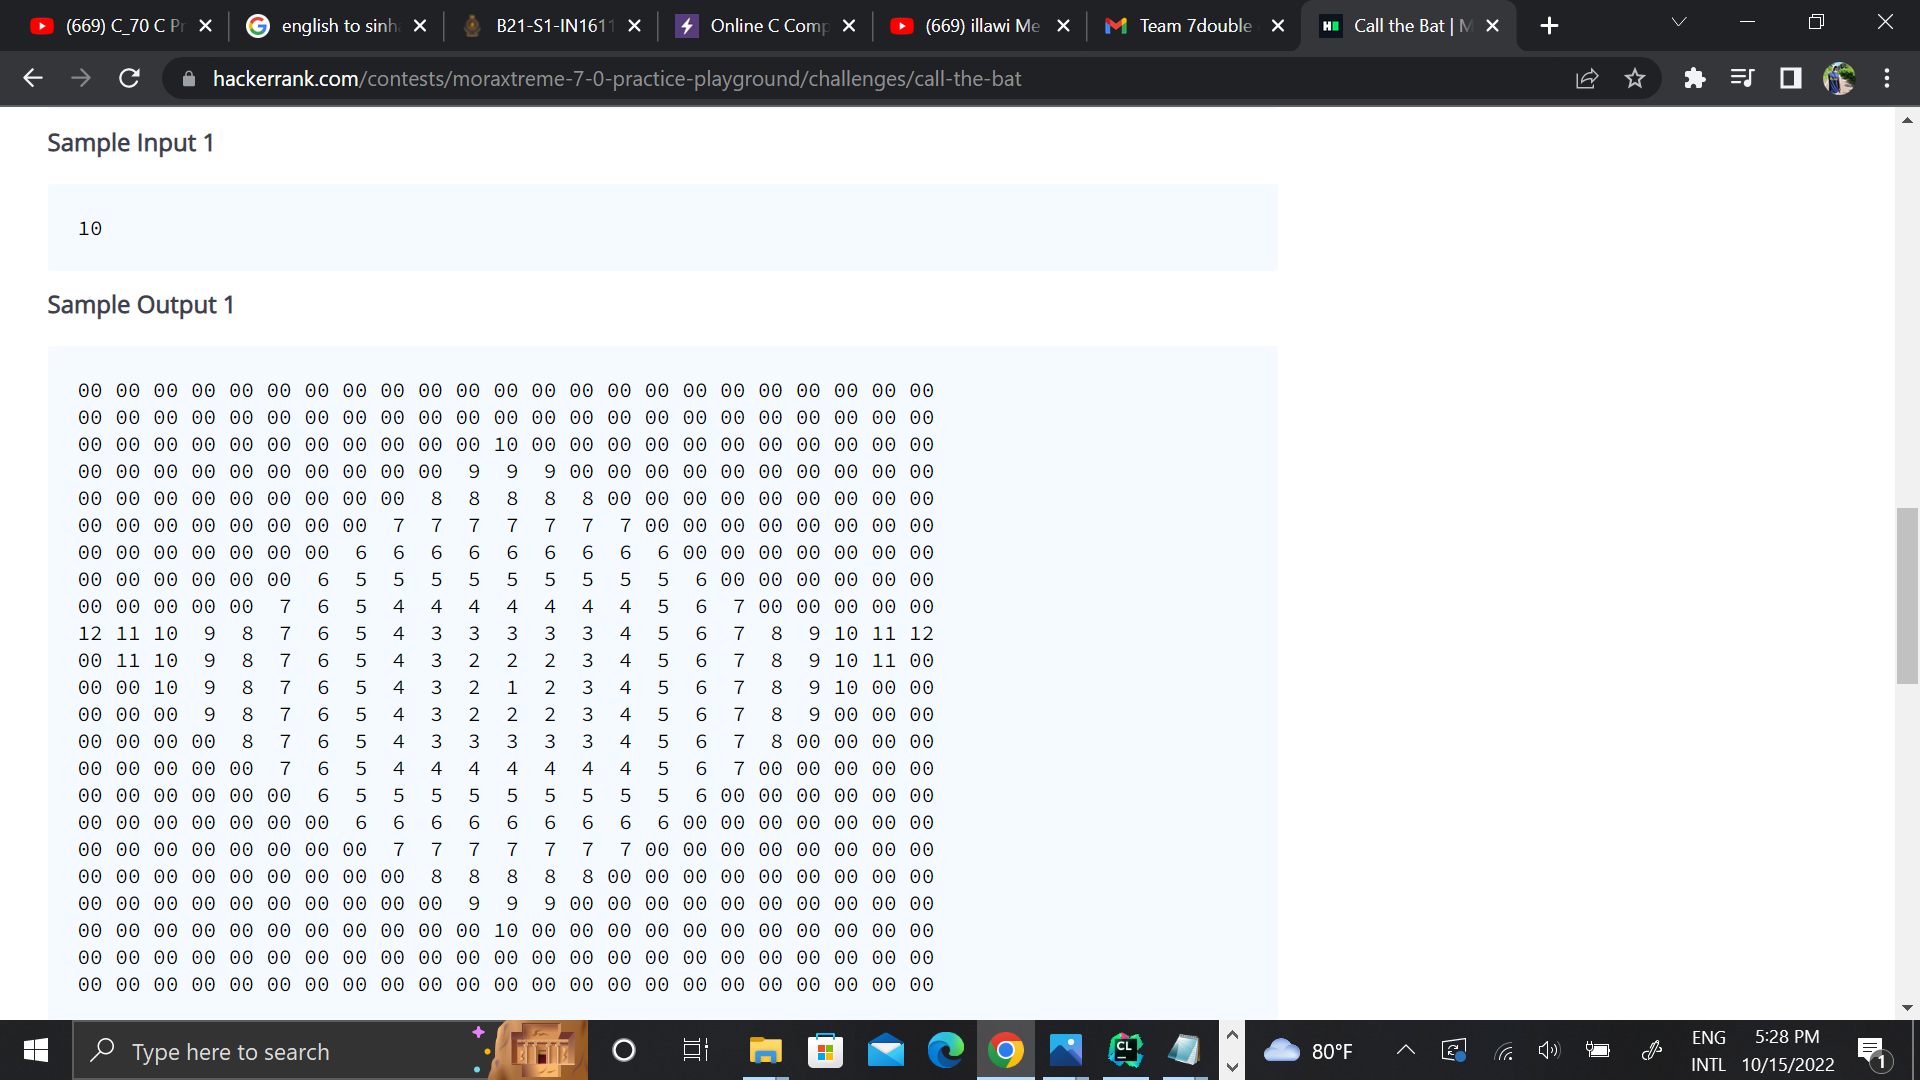 (669) C_70 C Pr
english to sinh
B21-S1-IN1611
Online C Comp
(669) illawi Me
Team 7double
Call the Bat | M
hackerrank.com/contests/moraxtreme-7-0-practice-playground/challenges/call-the-bat
Sample Input 1
10
Sample Output 1
00 00 00 00 00 00 00 00 00 00 00 00 00 00 00 00 00 00 00 00 00 00 00
00 00 00 00 00 00 00 00 00 00 00 00 00 00 00 00 00 00 00 00 00 00 00
00 00 00 00 00 00 00 00 00 00 00 10 00 00 00 00 00 00 00 00 00 00 00
00 00 00 00 00 00 00 00 00 00 9 9 9 00 00 00 00 00 00 00 00 00 00
00 00 00 00 00 00 00 00 00 8 8 8 8 8 00 00 00 00 00 00 00 00 00
00 00 00 00 00 00 00 00 7 7 7 7 7 7 7 00 00 00 00 00 00 00 00
00 00 00 00 00 00 00 6 6 6 6 6 6 6 6 6 00 00 00 00 00 00 00
00 00 00 00 00 00 6 5 5 5 5 5 5 5 5 5 6 00 00 00 00 00 00
00 00 00 00 00 7 6 5 4 4 4 4 4 4 4 5 6 7 00 00 00 00 00
12 11 10 9 8 7 6 5 4 3 3 3 3 3 4 5 6 7 8 9 10 11 12
00 11 10 9 8 7 6 5 4 3 2 2 2 3 4 5 6 7 8 9 10 11 00
00 00 10 9 8 7 6 5 4 3 2 1 2 3 4 5 6 7 8 9 10 00 00
00 00 00 9 8 7 6 5 4 3 2 2 2 3 4 5 6 7 8 9 00 00 00
00 00 00 00 8 7 6 5 4 3 3 3 3 3 4 5 6 7 8 00 00 00 00
00 00 00 00 00 7 6 5 4 4 4 4 4 4 4 5 6 7 00 00 00 00 00
00 00 00 00 00 00 6 5 5 5 5 5 5 5 5 5 6 00 00 00 00 00 00
00 00 00 00 00 00 00 6 6 6 6 6 6 6 6 6 00 00 00 00 00 00 00
00 00 00 00 00 00 00 00 7 7 7 7 7 7 7 00 00 00 00 00 00 00 00
00 00 00 00 00 00 00 00 00 8 8 8 8 8 00 00 00 00 00 00 00 00 00
00 00 00 00 00 00 00 00 00 00 9 9 9 00 00 00 00 00 00 00 00 00 00
00 00 00 00 00 00 00 00 00 00 00 10 00 00 00 00 00 00 00 00 00 00 00
00 00 00 00 00 00 00 00 00 00 00 00 00 00 00 00 00 00 00 00 00 00 00
00 00 00 00 00 00 00 00 00 00 00 00 00 00 00 00 00 00 00 00 00 00 00
Type here to search
CL
80°F
ENG
INTL
5:28 PM
10/15/2022
1